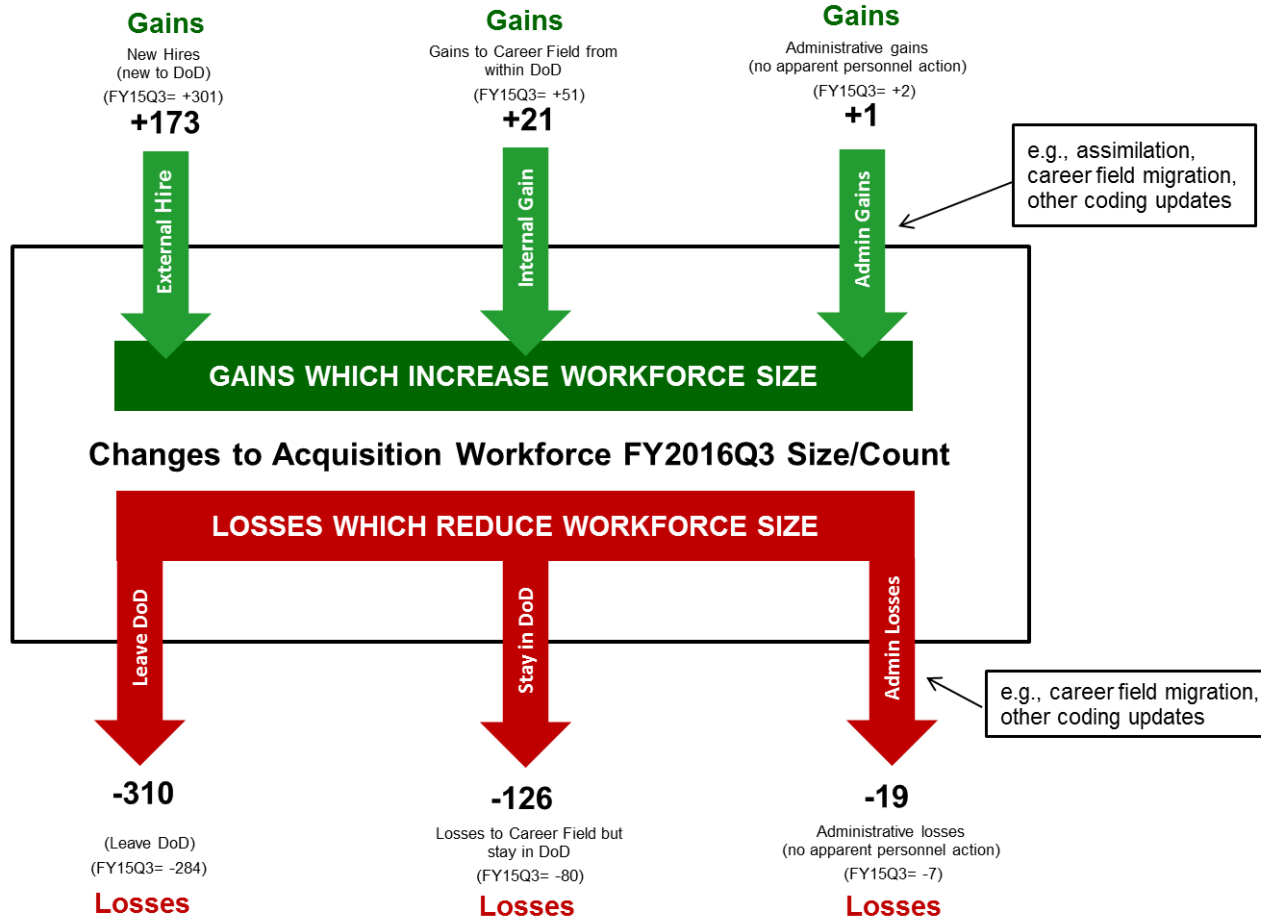 Gains
New Hires
(new to DoD)
(FY15Q3= +301)
+173
Gains
Gains to Career Field from
within DoD
(FY15Q3= +51)
+21
Gains
Administrative gains
(no apparent personnel action)
(FY15Q3= +2)
+1
e.g., assimilation,
career field migration,
other coding updates
External Hire
Internal Gain
Admin Gains
GAINS WHICH INCREASE WORKFORCE SIZE
Changes to Acquisition Workforce FY2016Q3 Size/Count
LOSSES WHICH REDUCE WORKFORCE SIZE
Leave DoD
Stay in DoD
Admin Losses
e.g., career field migration,
other coding updates
-310
(Leave DoD)
(FY15Q3= -284)
Losses
-126
Losses to Career Field but
stay in DoD
(FY15Q3= -80)
Losses
-19
Administrative losses
(no apparent personnel action)
(FY15Q3= -7)
Losses